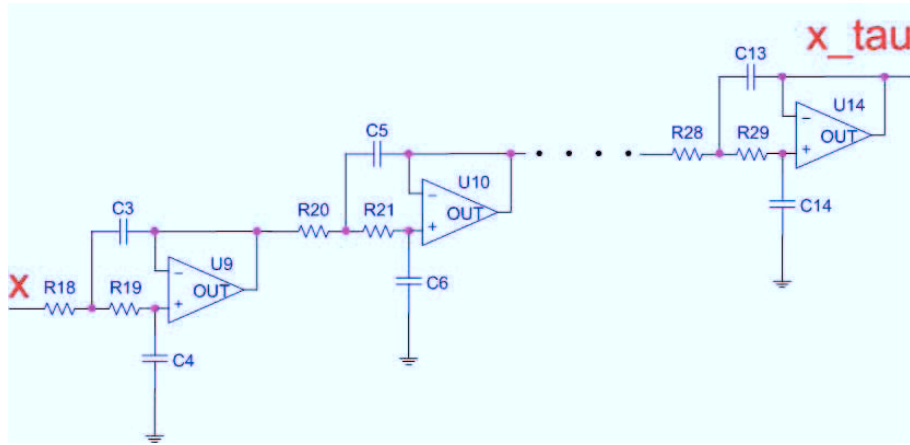 x_tau
C13
U14
R28 R29 OUT
C14
C5
U10
R20 R21 OUT
C6
C3
U9
x R18 R19 OUT
C4